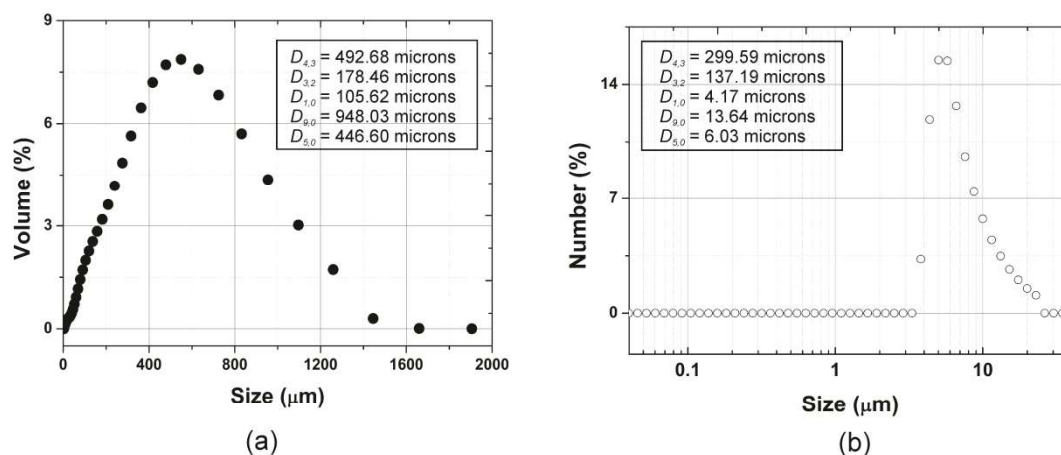 9
6
3
0
Volume (%)
D4,3 = 492.68 microns
D3,2 = 178.46 microns
D1,0 = 105.62 microns
D9,0 = 948.03 microns
D5,0 = 446.60 microns
0 400 800 1200 1600 2000
Size (μm)
(a)
14
7
0
Number (%)
D4,3 = 299.59 microns
D3,2 = 137.19 microns
D1,0 = 4.17 microns
D9,0 = 13.64 microns
D5,0 = 6.03 microns
0.1 1 10
Size (μm)
(b)